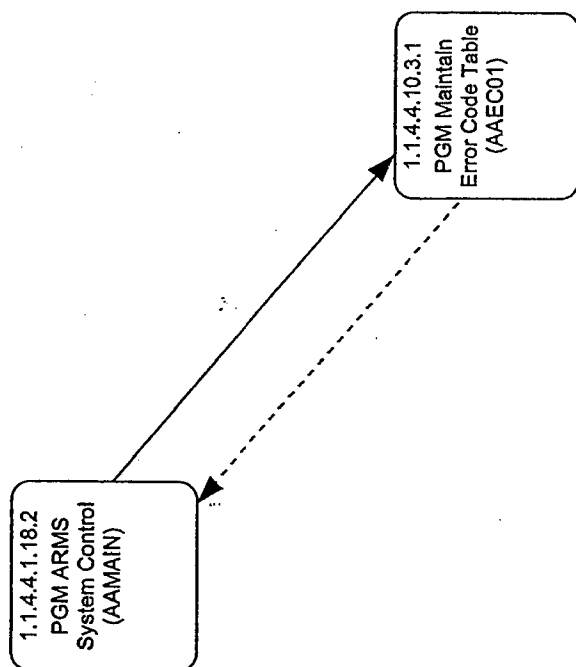 1.1.4.4.1.18.2
PGM ARMS
System Control
(AAMAIN)
1.1.4.4.10.3.1
PGM Maintain
Error Code Table
(AAEC01)